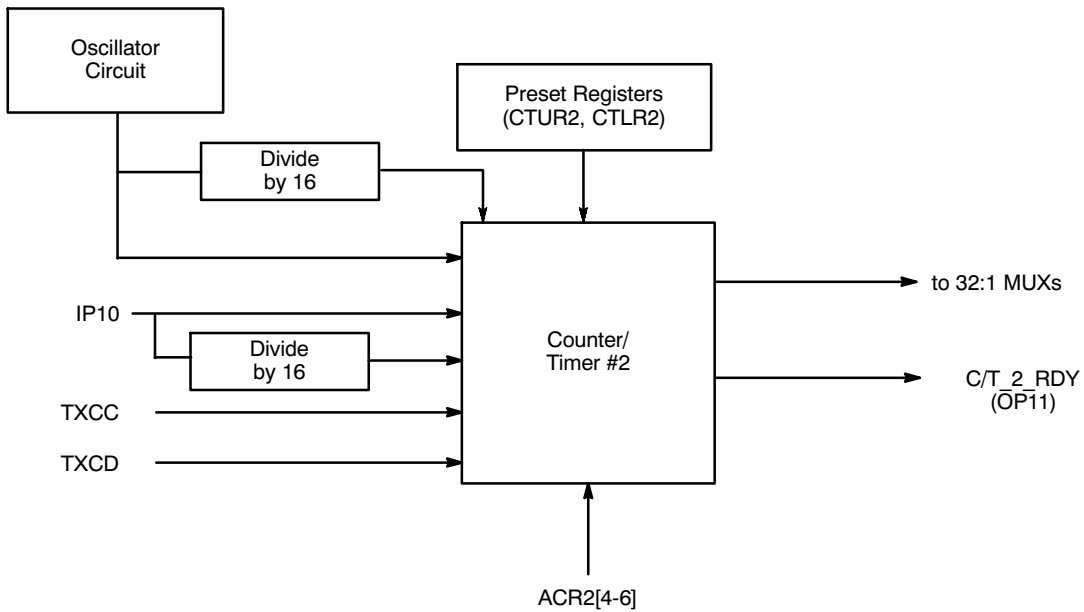 Oscillator
Circuit
Preset Registers
(CTUR2, CTLR2)
Divide
by 16
to 32:1 MUXs
IP10
Counter/
Timer #2
Divide
by 16
C/T_2_RDY
(OP11)
TXCC
TXCD
ACR2[4-6]